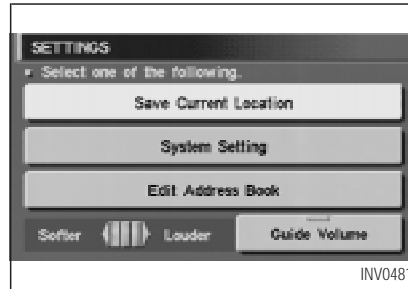 SETTINGS
Select one of the following.
Save Current Location
System Setting
Edit Address Book
Softer Louder Guide Volume
INV0481